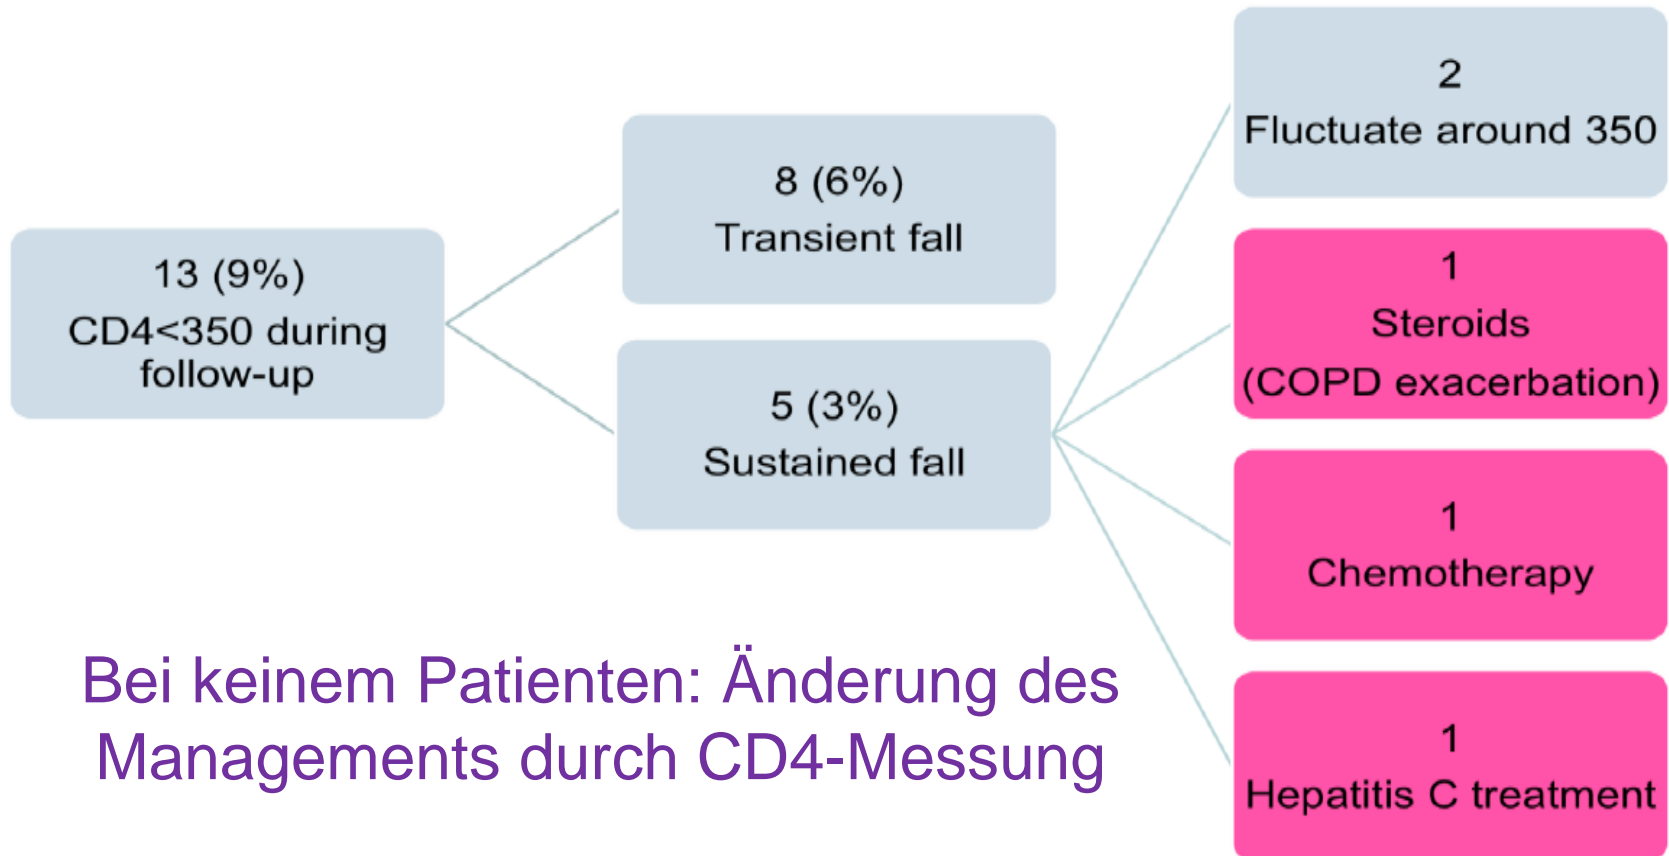 13 (9%)
CD4<350 during
follow-up
8 (6%)
Transient fall
5 (3%)
Sustained fall
2
Fluctuate around 350
1
Steroids
(COPD exacerbation)
1
Chemotherapy
1
Hepatitis C treatment
Bei keinem Patienten: Änderung des
Managements durch CD4-Messung